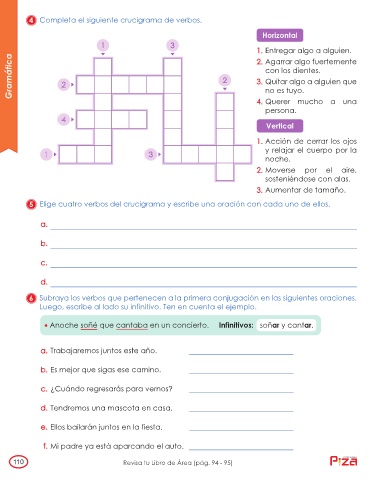 4 Completa el siguiente crucigrama de verbos.
Gramática
Horizontal
1. Entregar algo a alguien.
2. Agarrar algo fuertemente
con los dientes.
3. Quitar algo a alguien que
no es tuyo.
4. Querer mucho a una
persona.
Vertical
1. Acción de cerrar los ojos
y relajar el cuerpo por la
noche.
2. Moverse por el aire,
sosteniéndose con alas.
3. Aumentar de tamaño.
1
3
2
2
4
1
3
5 Elige cuatro verbos del crucigrama y escribe una oración con cada uno de ellos.
a.
b.
c.
d.
6 Subraya los verbos que pertenecen a la primera conjugación en las siguientes oraciones.
Luego, escribe al lado su infinitivo. Ten en cuenta el ejemplo.
• Anoche soñé que cantaba en un concierto. Infinitivos: soñar y contar.
a. Trabajaremos juntos este año.
b. Es mejor que sigas ese camino.
c. ¿Cuándo regresarás para vernos?
d. Tendremos una mascota en casa.
e. Ellos bailarán juntos en la fiesta.
f. Mi padre ya está aparcando el auto.
110
Revisa tu Libro de Área (pág. 94 - 95)